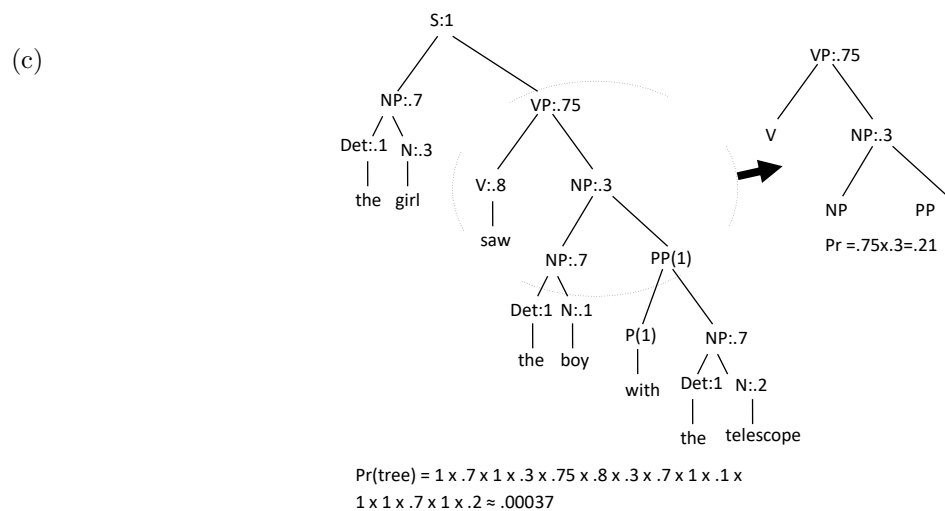 (c)
S:1
NP:.7 VP:.75
Det:.1 N:.3 V:.8 NP:.3
the girl
saw
NP:.7 PP(1)
Det:1 N:.1 P(1) NP:.7
the boy
with Det:1 N:.2
the telescope
VP:.75
V NP:.3
NP PP
Pr =.75x.3=.21
Pr(tree) = 1 x .7 x 1 x .3 x .75 x .8 x .3 x .7 x 1 x .1 x
1 x 1 x .7 x 1 x .2 ≈ .00037